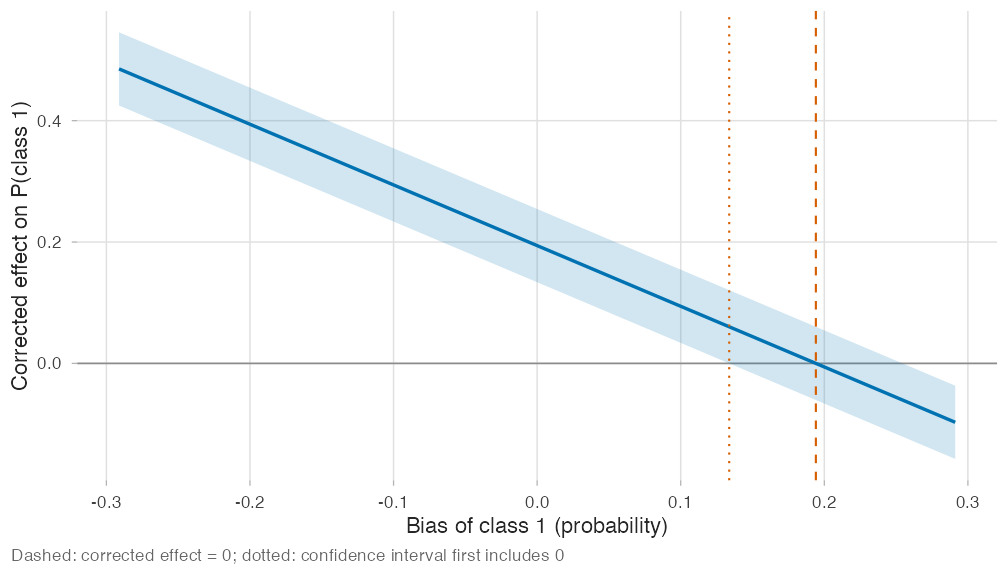 Corrected effect on P(class 1)
0.4
0.2
0.0
-0.3 -0.2 -0.1 0.0 0.1 0.2 0.3
Bias of class 1 (probability)
Dashed: corrected effect = 0; dotted: confidence interval first includes 0